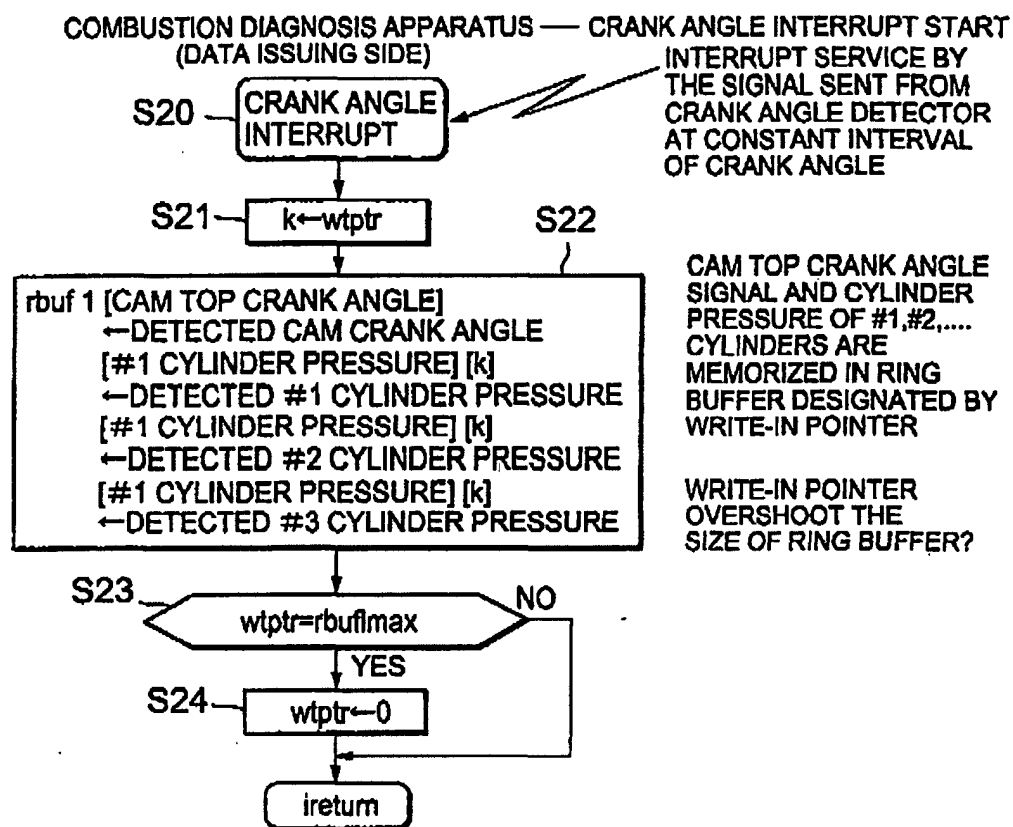 COMBUSTION DIAGNOSIS APPARATUS — CRANK ANGLE INTERRUPT START
(DATA ISSUING SIDE)
INTERRUPT SERVICE BY
THE SIGNAL SENT FROM
CRANK ANGLE DETECTOR
AT CONSTANT INTERVAL
OF CRANK ANGLE
S20
CRANK ANGLE
INTERRUPT
S21
k←wtptr
S22
rbuf 1 [CAM TOP CRANK ANGLE]
←DETECTED CAM CRANK ANGLE
[#1 CYLINDER PRESSURE] [k]
←DETECTED #1 CYLINDER PRESSURE
[#1 CYLINDER PRESSURE] [k]
←DETECTED #2 CYLINDER PRESSURE
[#1 CYLINDER PRESSURE] [k]
←DETECTED #3 CYLINDER PRESSURE
CAM TOP CRANK ANGLE
SIGNAL AND CYLINDER
PRESSURE OF #1,#2,....
CYLINDERS ARE
MEMORIZED IN RING
BUFFER DESIGNATED BY
WRITE-IN POINTER
WRITE-IN POINTER
OVERSHOOT THE
SIZE OF RING BUFFER?
S23
wtptr=rbuflmax
NO
YES
S24
wtptr←0
ireturn